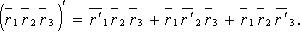 (r̅₁ r̅₂ r̅₃)′ = r̅′₁ r̅₂ r̅₃ + r̅₁ r̅′₂ r̅₃ + r̅₁ r̅₂ r̅′₃.